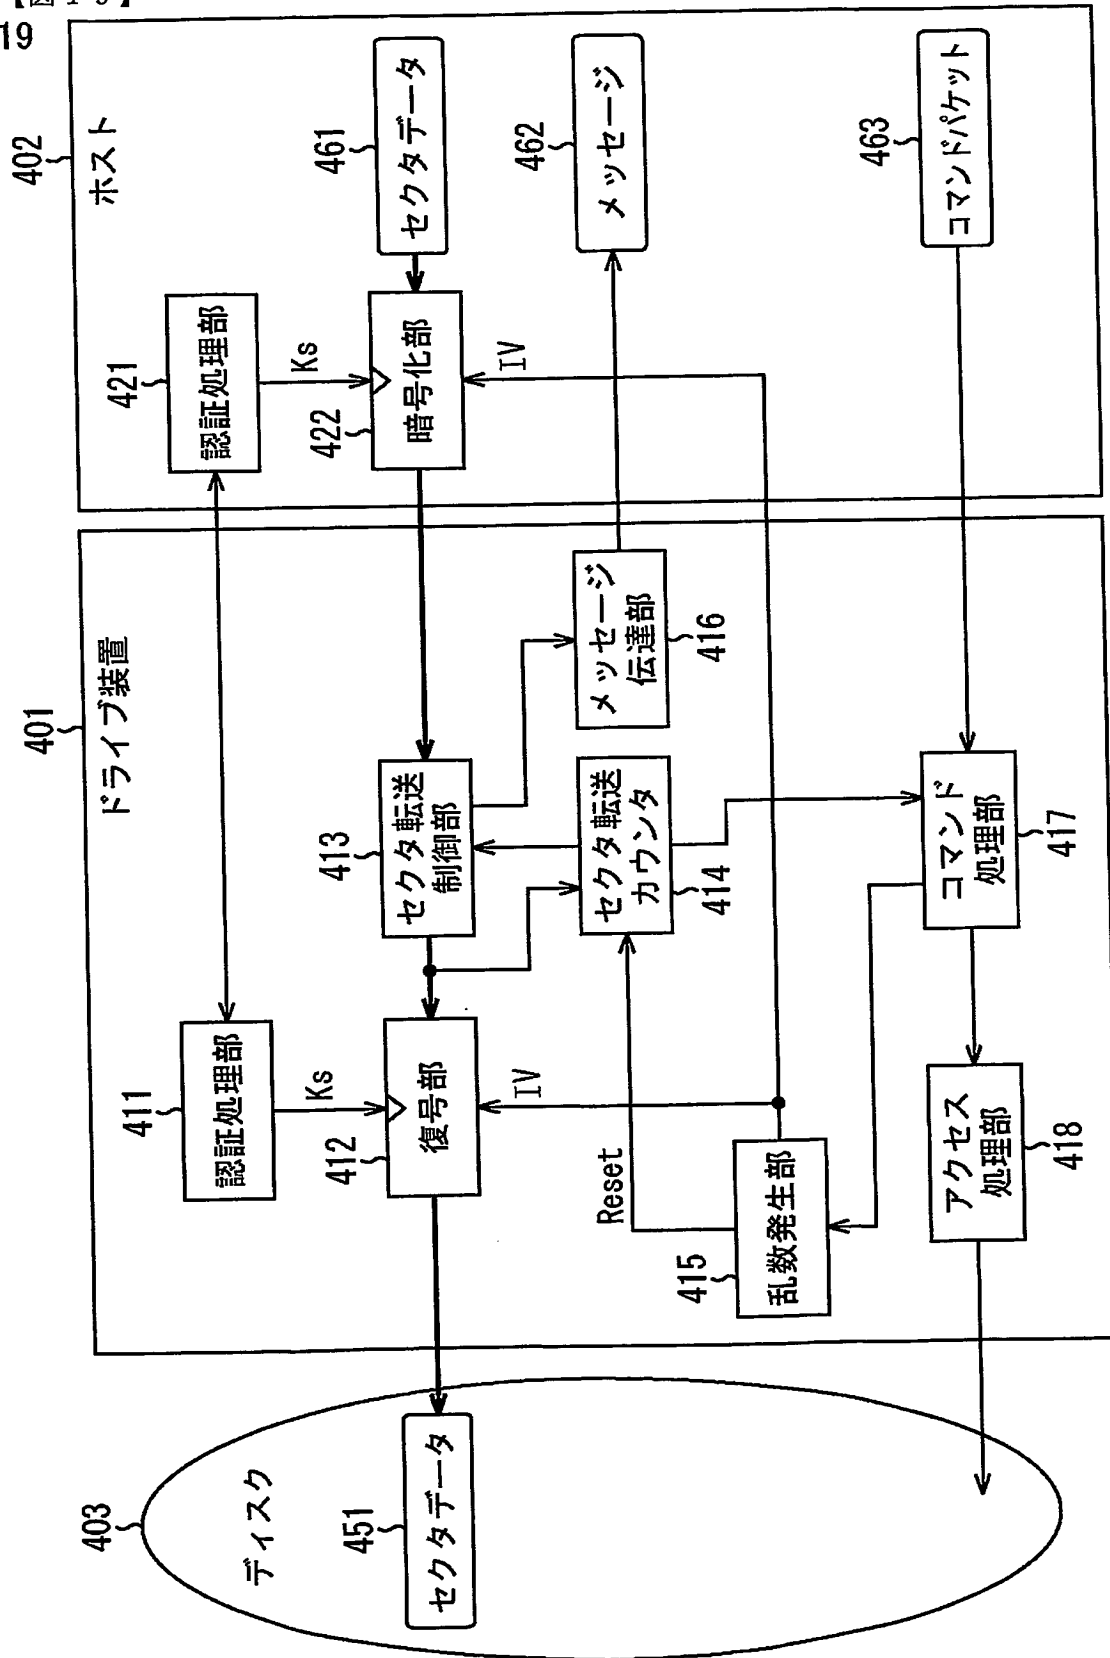 【図19】
19
402
ホスト
461
セクタデータ
462
メッセージ
463
コマンドパケット
421
認証処理部
Ks
422
暗号化部
IV
401
ドライブ装置
413
セクタ転送
制御部
メッセージ
伝達部
416
セクタ転送
カウンタ
414
コマンド
処理部
417
411
認証処理部
Ks
412
復号部
IV
Reset
415
乱数発生部
アクセス
処理部
418
403
ディスク
451
セクタデータ